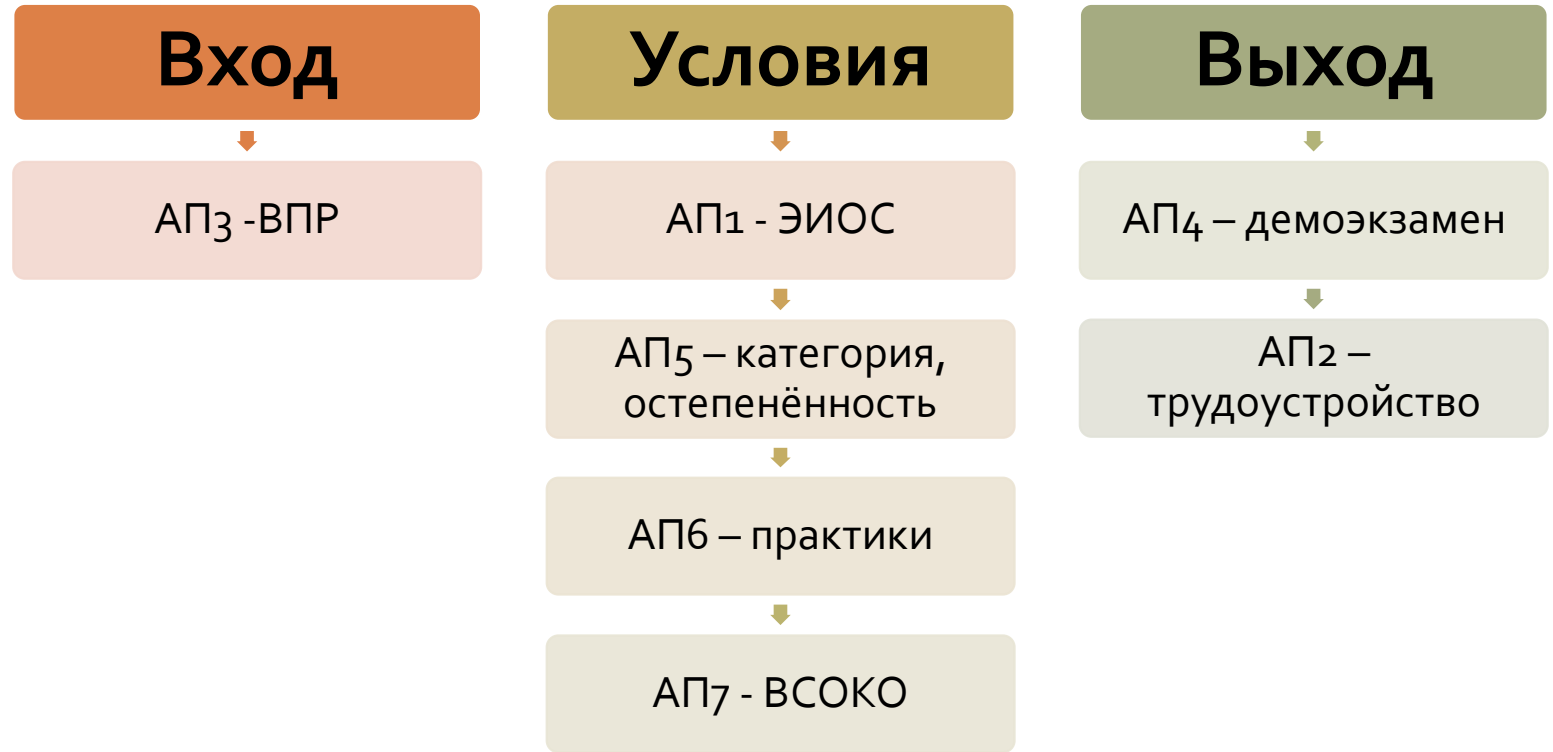 Вход
АП3 -ВПР
Условия
АП1 - ЭИОС
АП5 – категория,
остепенённость
АП6 – практики
АП7 - ВСОКО
Выход
АП4 – демоэкзамен
АП2 –
трудоустройство